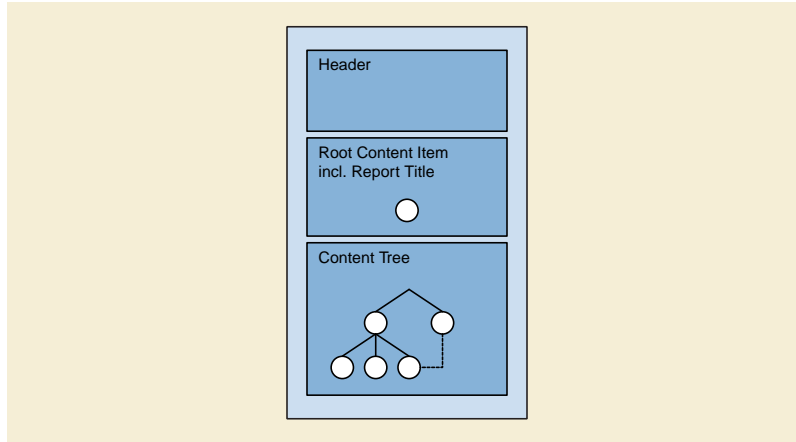 Header
Root Content Item
incl. Report Title
Content Tree